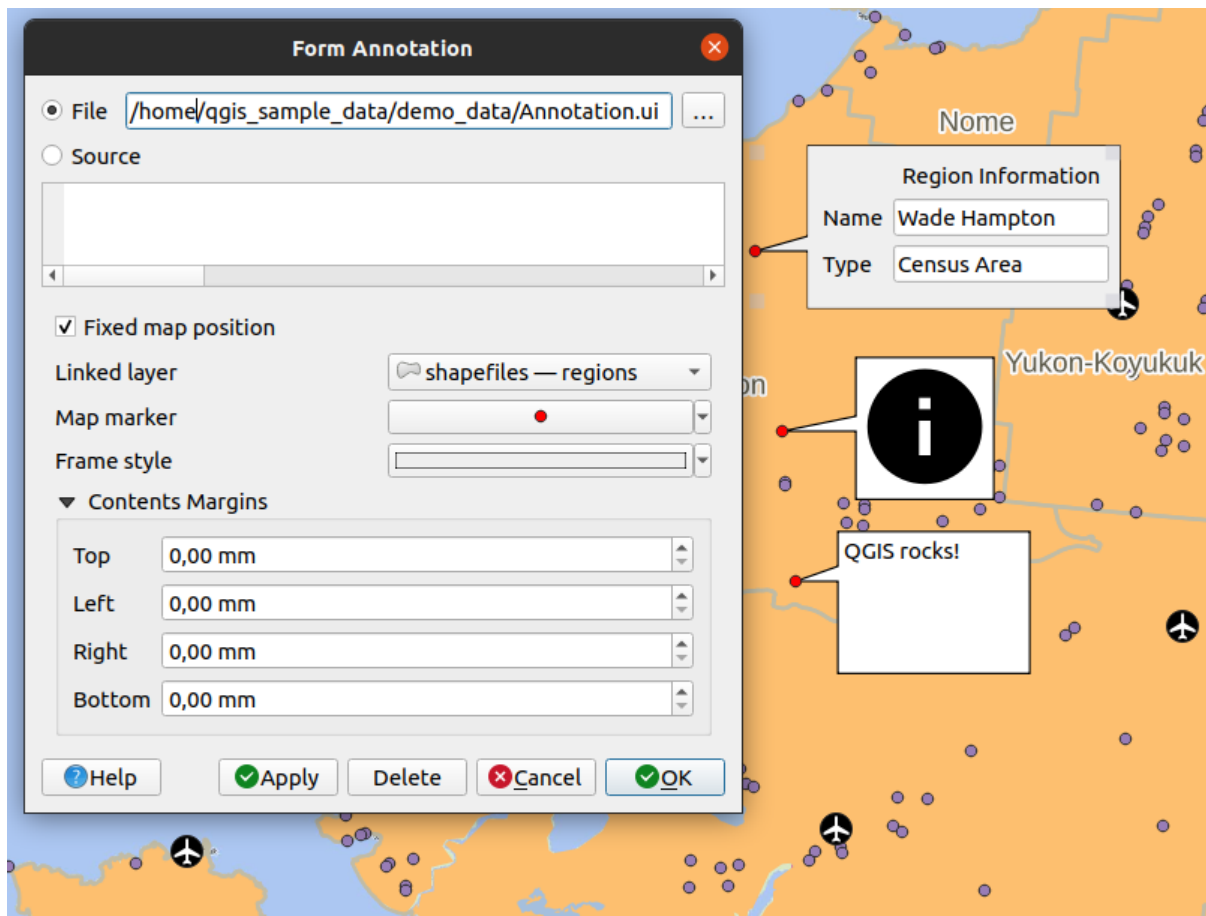 Form Annotation
File /home/qgis_sample_data/demo_data/Annotation.ui ...
Source
Fixed map position
Linked layer shapefiles — regions
Map marker
Frame style
Contents Margins
Top 0,00 mm
Left 0,00 mm
Right 0,00 mm
Bottom 0,00 mm
Help Apply Delete Cancel OK
Nome
Region Information
Name Wade Hampton
Type Census Area
Yukon-Koyukuk
on
i
QGIS rocks!